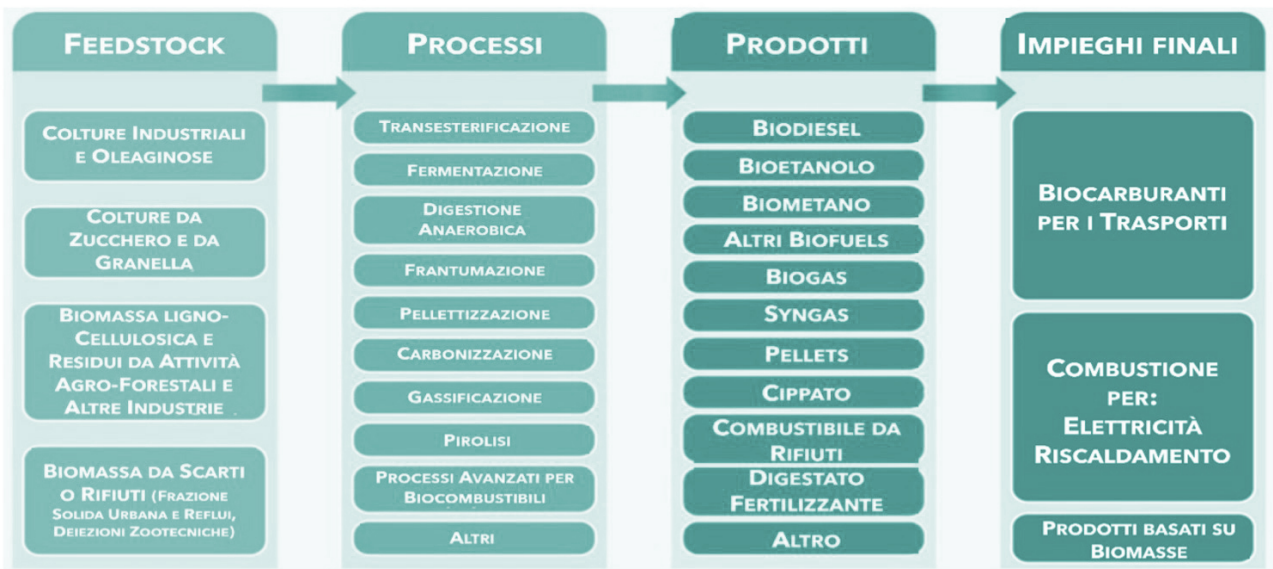 FEEDSTOCK
COLTURE INDUSTRIALI
E OLEAGINOSE
COLTURE DA
ZUCCHERO E DA
GRANELLA
BIOMASSA LIGNO-
CELLULOSICA E
RESIDUI DA ATTIVITÀ
AGRO-FORESTALI E
ALTRE INDUSTRIE
BIOMASSA DA SCARTI
O RIFIUTI (FRAZIONE
SOLIDA URBANA E REFLUI,
DEIEZIONI ZOOTECNICHE)
PROCESSI
TRANSESTERIFICAZIONE
FERMENTAZIONE
DIGESTIONE
ANAEROBICA
FRANTUMAZIONE
PELLETTIZZAZIONE
CARBONIZZAZIONE
GASSIFICAZIONE
PIROLISI
PROCESSI AVANZATI PER
BIOCOMBUSTIBILI
ALTRI
PRODOTTI
BIODIESEL
BIOETANOLO
BIOMETANO
ALTRI BIOFUELS
BIOGAS
SYNGAS
PELLETS
CIPPATO
COMBUSTIBILE DA
RIFIUTI
DIGESTATO
FERTILIZZANTE
ALTRO
IMPIEGHI FINALI
BIOCARBURANTI
PER I TRASPORTI
COMBUSTIONE
PER:
ELETTRICITÀ
RISCALDAMENTO
PRODOTTI BASATI SU
BIOMASSE